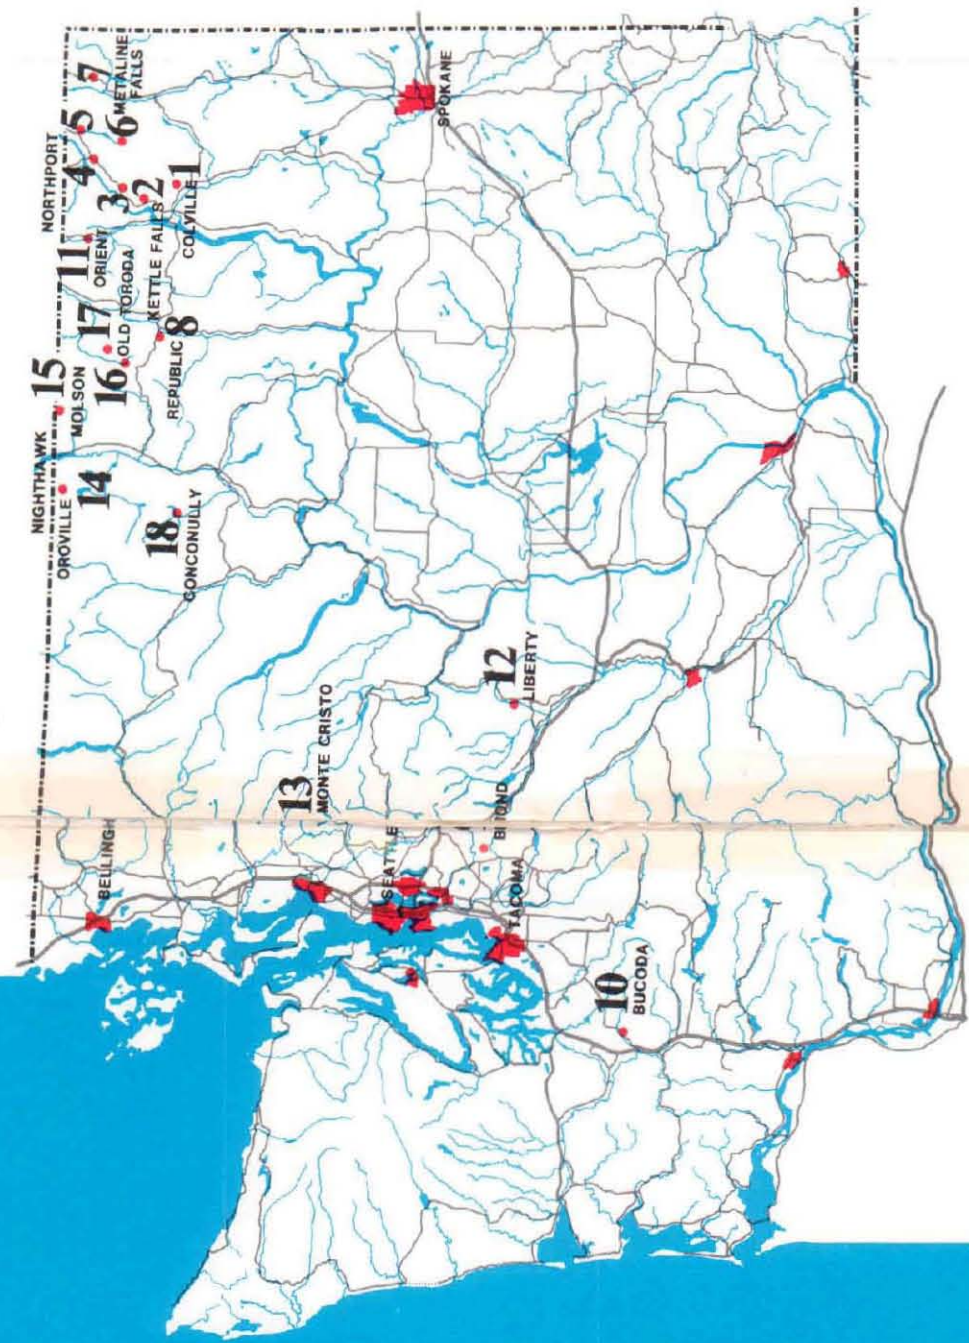 NIGHTHAWK
OROVILLE
14
15
MOLSON
NORTHPORT
11
ORIENT
4
5
7
METALINE
FALLS
6
BELLINGH
16
17
OLD TORODA
3
2
KETTLE FALLS
18
CONCONULLY
REPUBLIC
8
1
COLVILLE
13
MONTE CRISTO
SEATTLE
SPOKANE
12
LIBERTY
TACOMA
10
BUCODA